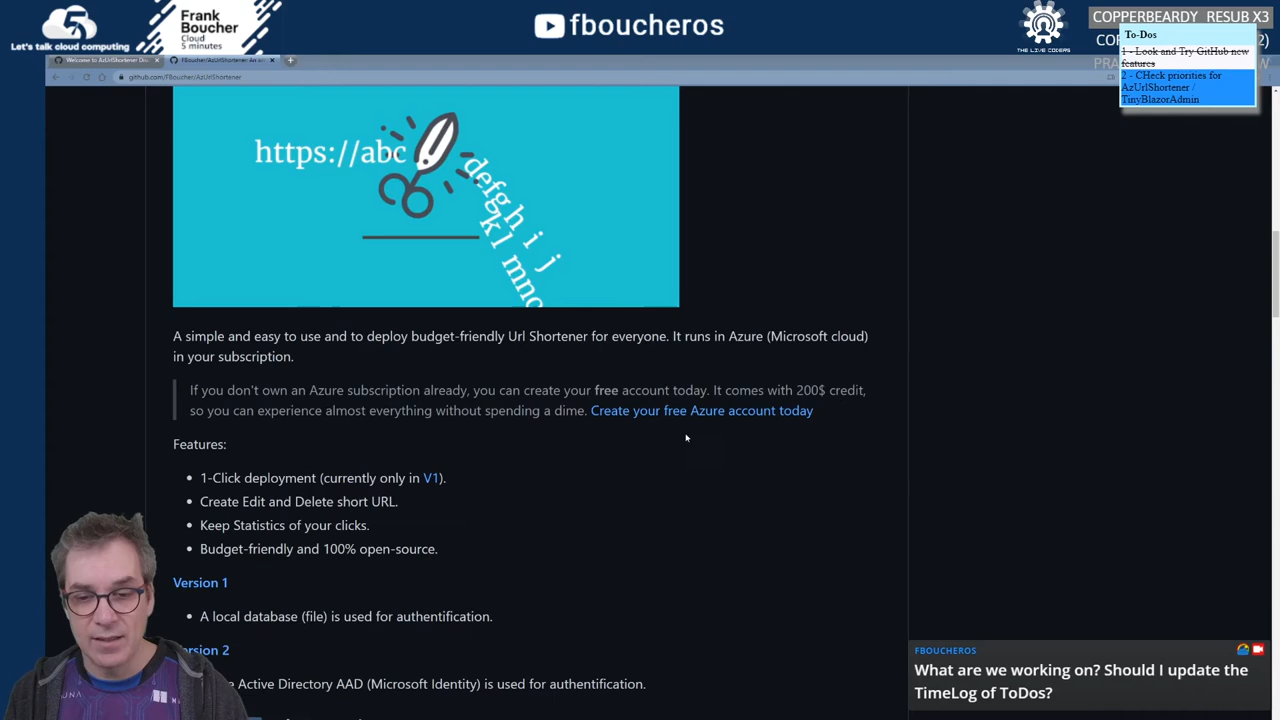 Let's talk cloud computing
Frank
Boucher
Cloud
5 minutes
fboucheros
THE LIVE CODERS
COPPERBEARDY RESUB X3
To-Dos
1 - Look and Try GitHub new
features
2 - CHeck priorities for
AzUrlShortener /
TinyBlazorAdmin
github.com/FBoucher/AzUrlShortener
https://abc
defg
h i j
k l mno
A simple and easy to use and to deploy budget-friendly Url Shortener for everyone. It runs in Azure (Microsoft cloud)
in your subscription.
If you don't own an Azure subscription already, you can create your free account today. It comes with 200$ credit,
so you can experience almost everything without spending a dime. Create your free Azure account today
Features:
• 1-Click deployment (currently only in V1).
• Create Edit and Delete short URL.
• Keep Statistics of your clicks.
• Budget-friendly and 100% open-source.
Version 1
• A local database (file) is used for authentification.
ersion 2
Active Directory AAD (Microsoft Identity) is used for authentification.
FBOUCHEROS
What are we working on? Should I update the
TimeLog of ToDos?